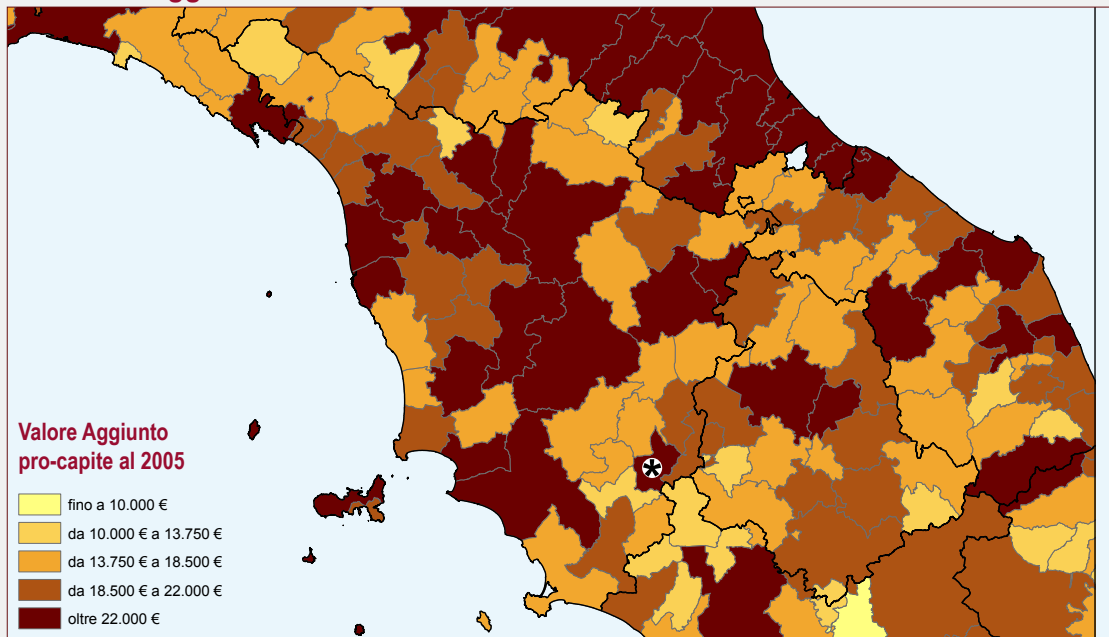 Valore Aggiunto
pro-capite al 2005
fino a 10.000 €
da 10.000 € a 13.750 €
da 13.750 € a 18.500 €
da 18.500 € a 22.000 €
oltre 22.000 €